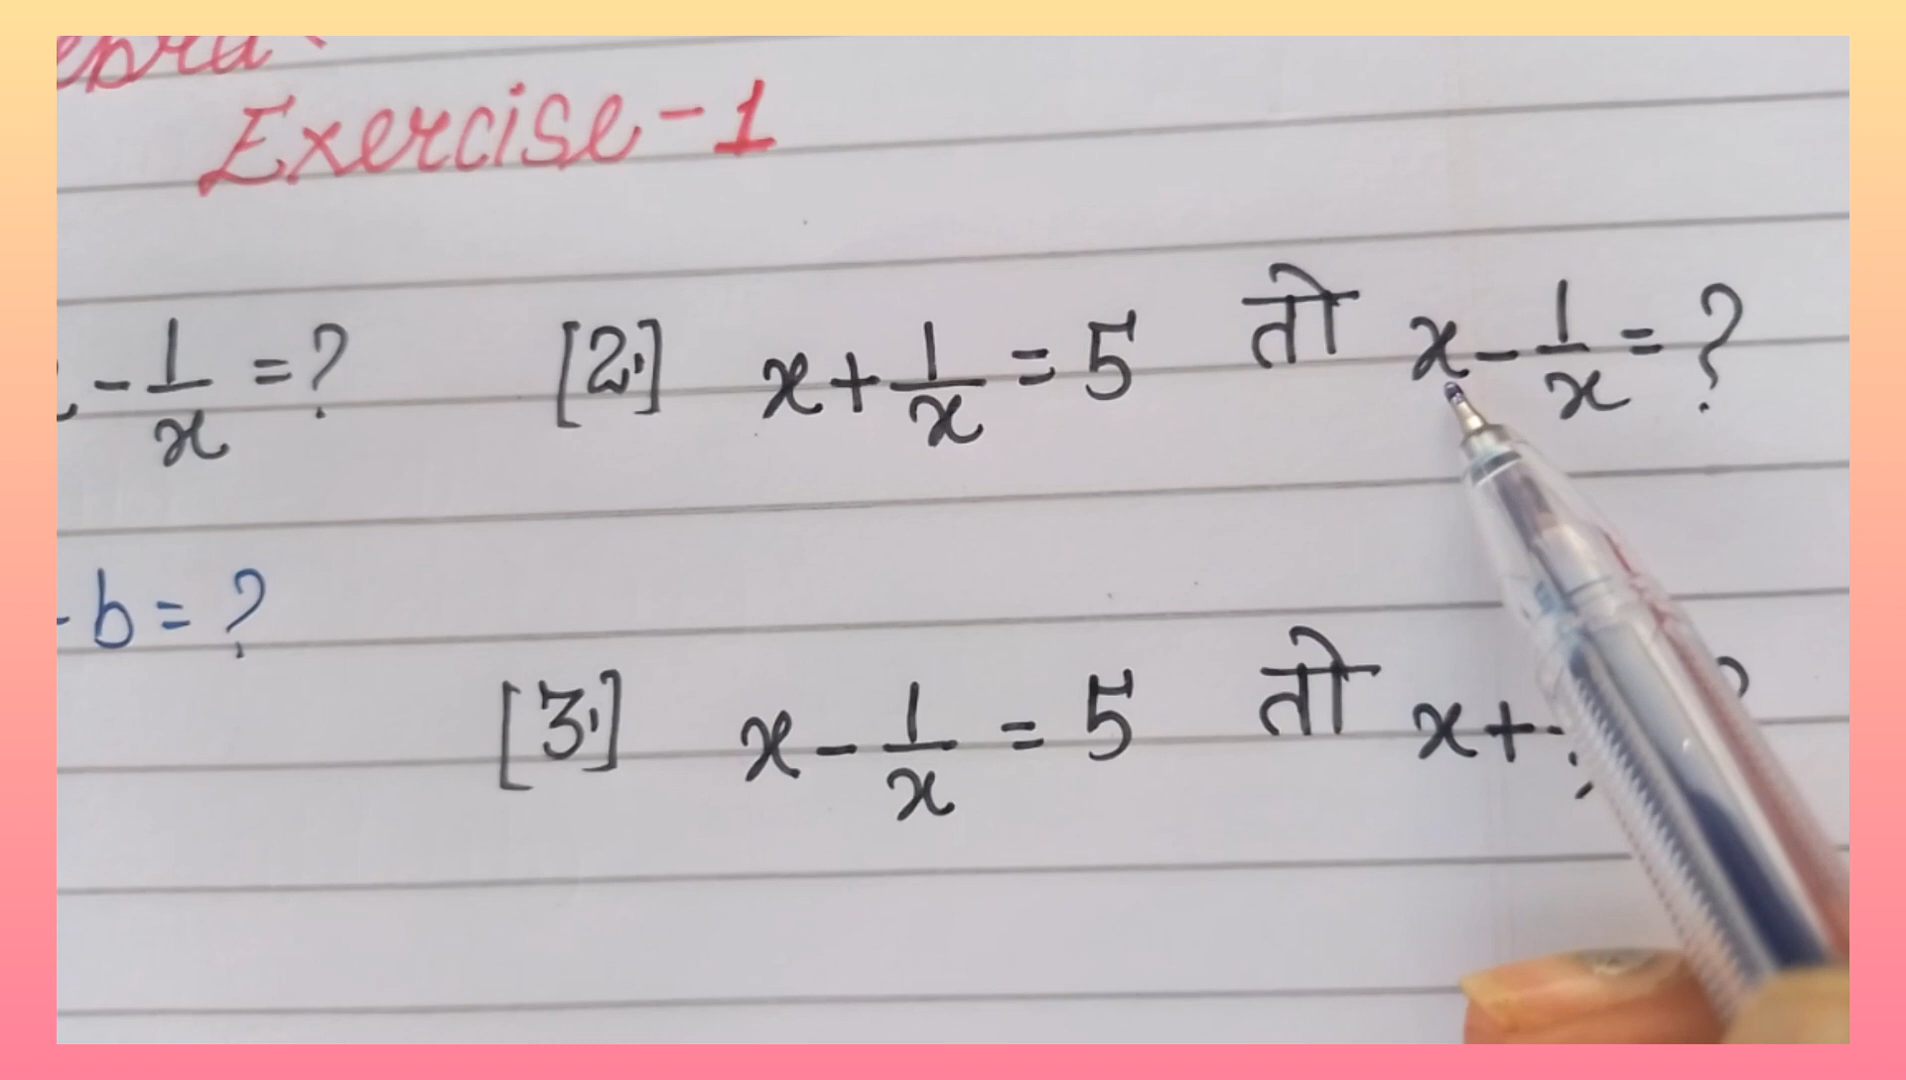 Exercise-1
- 1/x = ? [2.] x + 1/x = 5 तो x - 1/x = ?
- b = ?
[3.] x - 1/x = 5 तो x +